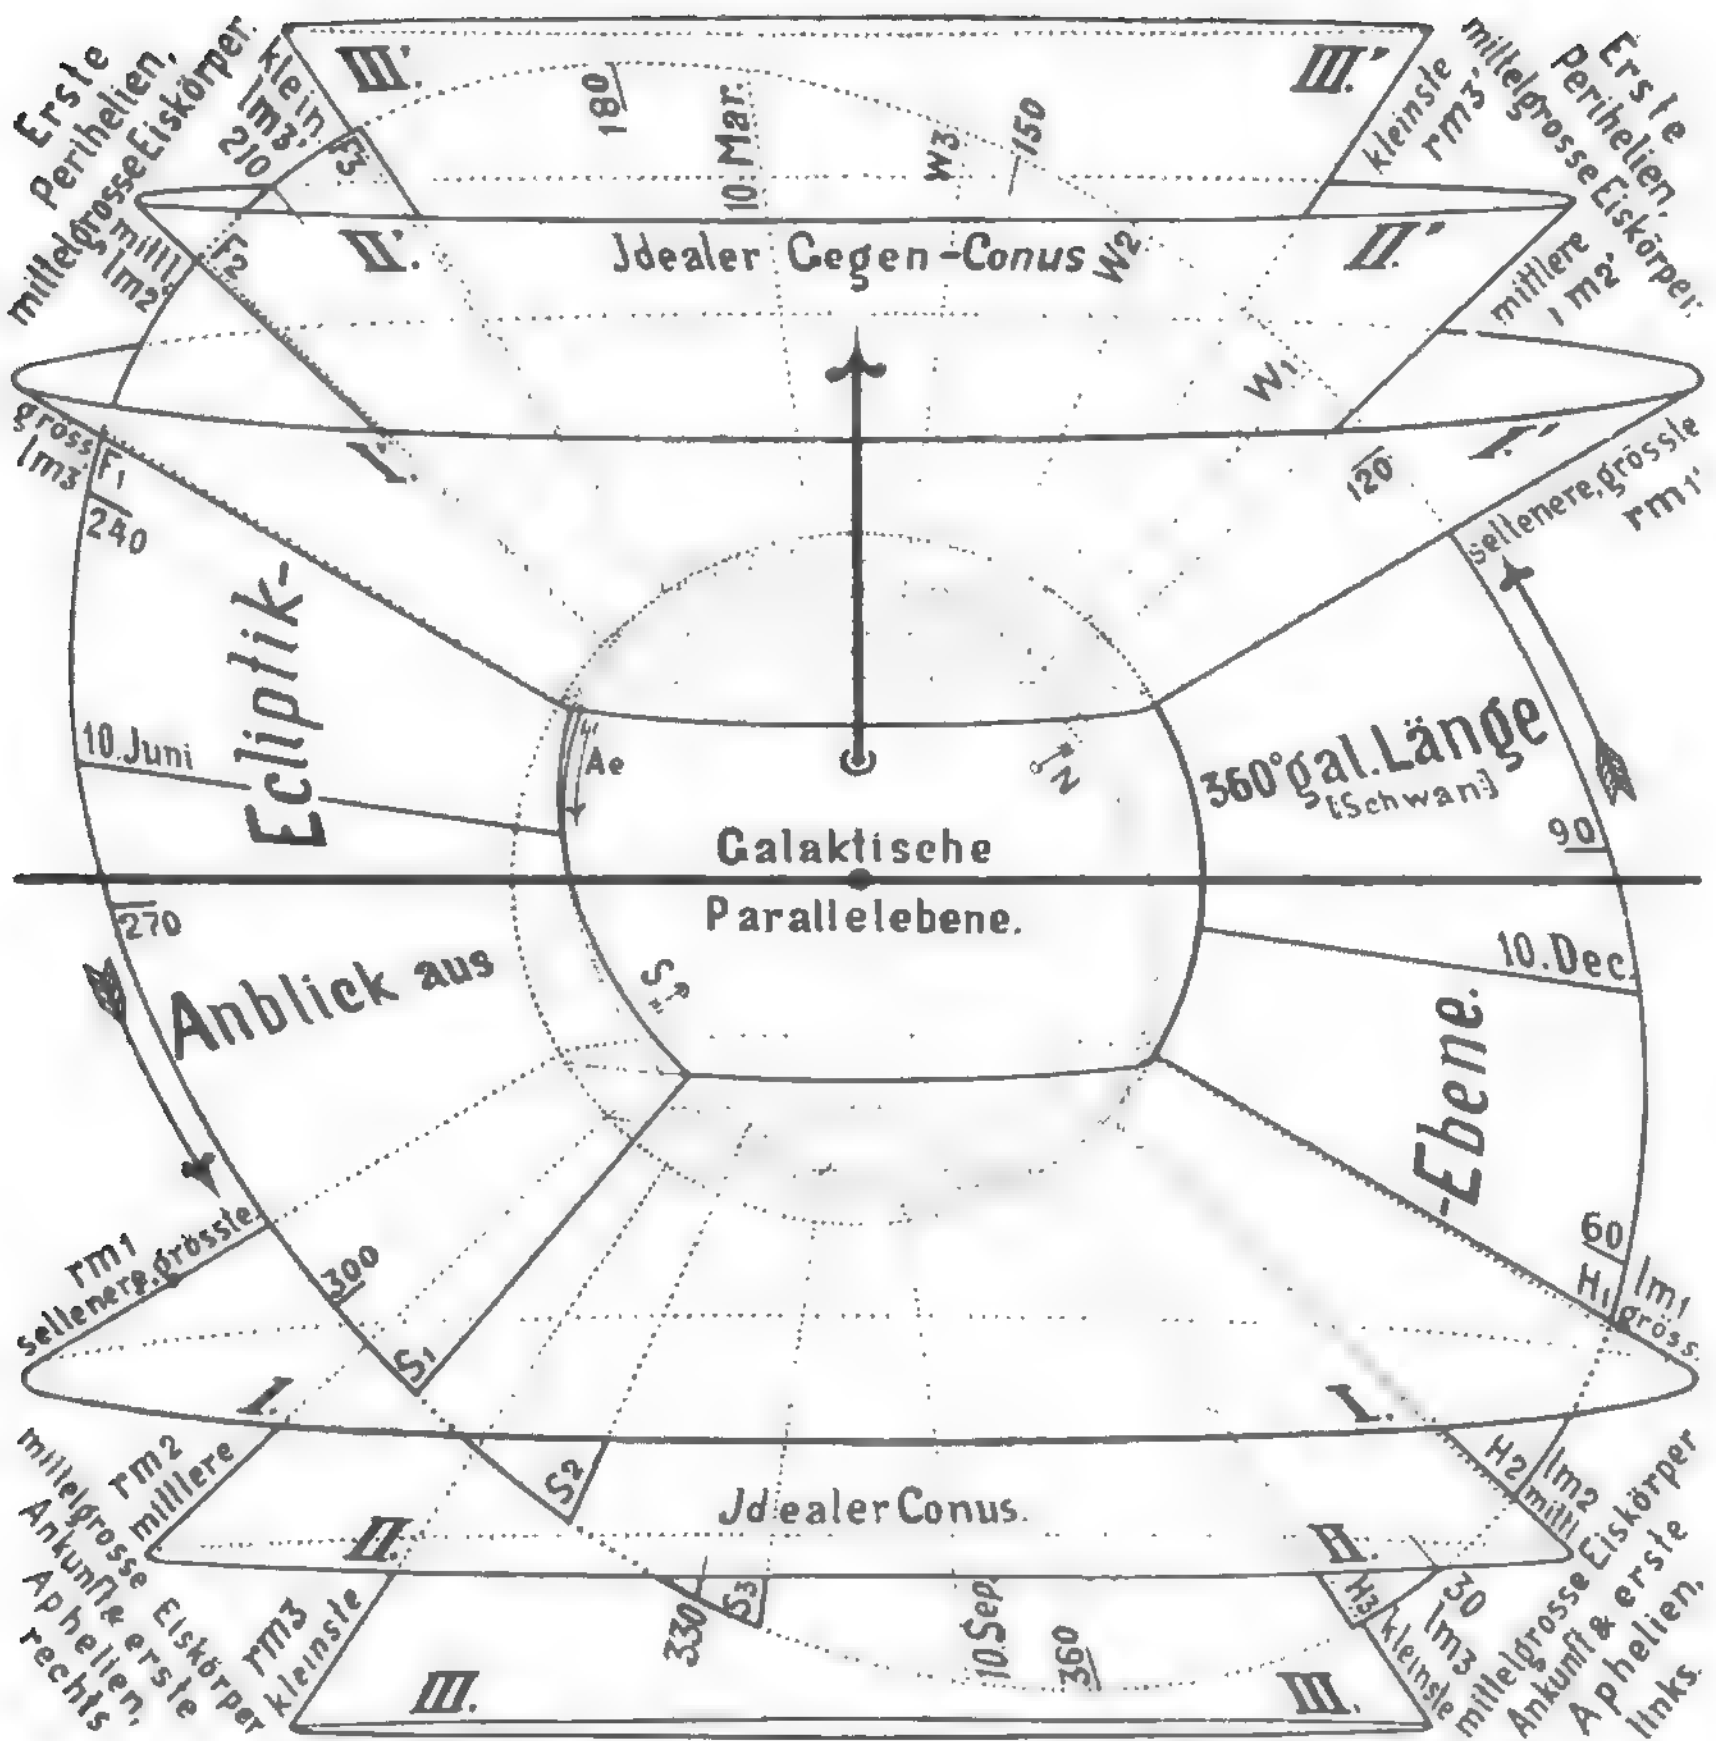 Erste
Perihelien,
mittelgrosse Eiskörper.
klein
lm3'
210
F3
III'.
180
10. Mar.
W3
150
III.'
kleinste
rm3'
Erste
Perihelien,
mittelgrosse Eiskörper.
mittl.
lm2'
F2
II'.
Jdealer Gegen-Conus
W2
II.'
mittlere
lm2'
gröss.
lm3'
F1
240
I'.
W1
120
I.'
seltenere, grösste
rm1'
Ecliptik-
10. Juni
Ae
N
360° gal. Länge
[Schwan]
90
Galaktische
Parallelebene.
270
Anblick aus
S
10. Dec.
-Ebene.
rm1
seltenere, grösste
300
S1
60
H1
lm1
gröss.
I.
I.
rm2
mittlere
S2
Jdealer Conus.
H2
lm2
mittl.
II.
II.
mittelgrosse Eiskörper
Ankunft & erste
Aphelien,
rechts
rm3
kleinste
330
S3
10. Sep.
360
H3
30
lm3
kleinste
mittelgrosse Eiskörper
Ankunft & erste
Aphelien,
links.
III.
III.